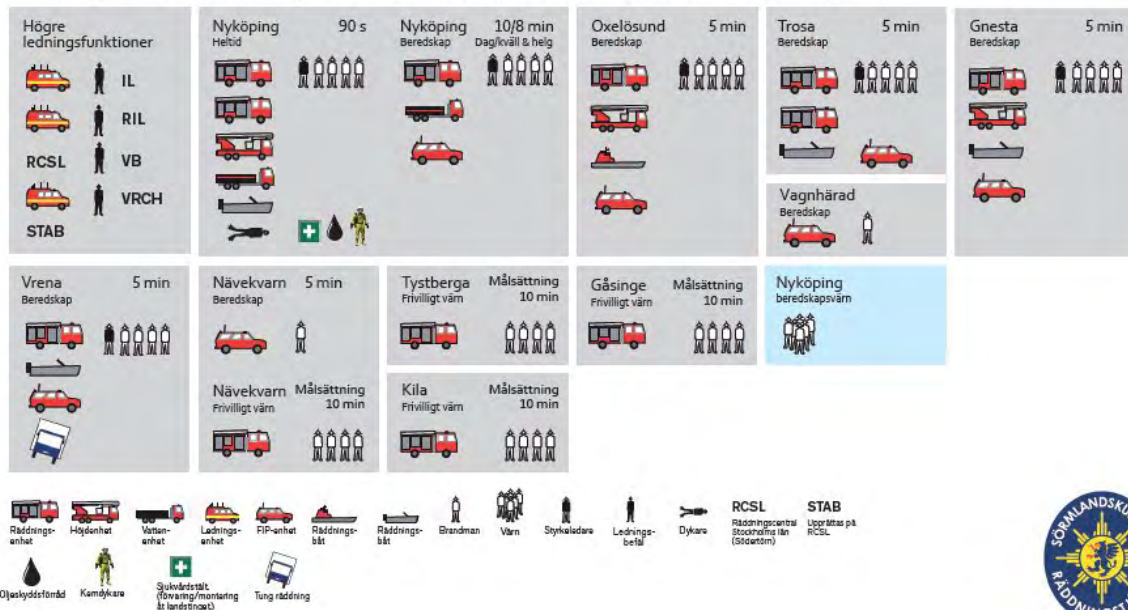 Högre
ledningsfunktioner
IL
RIL
RCSL
VB
VRCH
STAB
Nyköping 90 s
Heltid
Nyköping 10/8 min
Beredskap Dag/kväll & helg
Oxelösund 5 min
Beredskap
Trosa 5 min
Beredskap
Vagnhärad
Beredskap
Gnesta 5 min
Beredskap
Vrena 5 min
Beredskap
Nävekvarn 5 min
Beredskap
Nävekvarn Målsättning
Frivilligt värn 10 min
Tystberga Målsättning
Frivilligt värn 10 min
Kila Målsättning
Frivilligt värn 10 min
Gåsinge Målsättning
Frivilligt värn 10 min
Nyköping
beredskapsvärn
Räddnings-
enhet
Höjdenhet
Vatten-
enhet
Lednings-
enhet
FIP-enhet
Räddnings-
båt
Räddnings-
båt
Brandman
Värn
Styrkeledare
Lednings-
befäl
Dykare
RCSL
Räddningscentral
Stockholms län
(Södertörn)
STAB
Upprättas på
RCSL
Oljeskyddsförråd
Kemdykare
Sjukvårdstält.
(förvaring/montering
åt landstinget)
Tung räddning
SÖRMLANDSKU
RÄDDNINGST